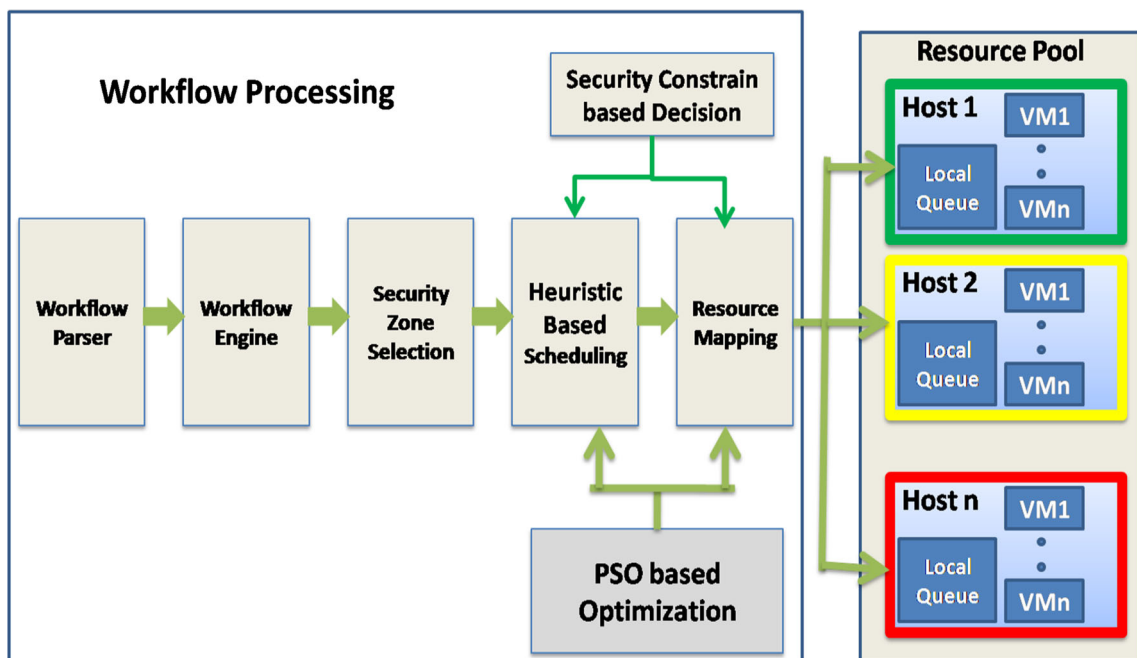 Workflow Processing
Security Constrain
based Decision
Workflow
Parser
Workflow
Engine
Security
Zone
Selection
Heuristic
Based
Scheduling
Resource
Mapping
PSO based
Optimization
Resource Pool
Host 1
VM1
Local
Queue
VMn
Host 2
VM1
Local
Queue
VMn
Host n
VM1
Local
Queue
VMn